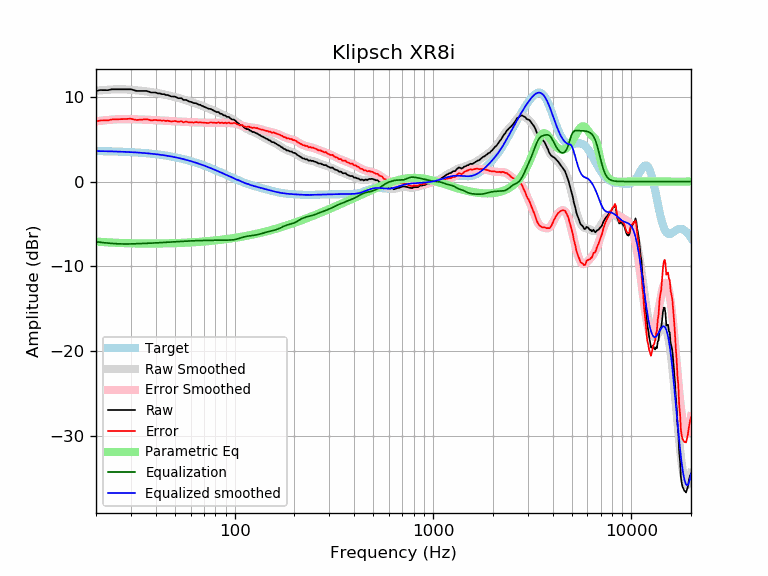 Klipsch XR8i
Amplitude (dBr)
10
0
−10
−20
−30
Target
Raw Smoothed
Error Smoothed
Raw
Error
Parametric Eq
Equalization
Equalized smoothed
100
1000
10000
Frequency (Hz)